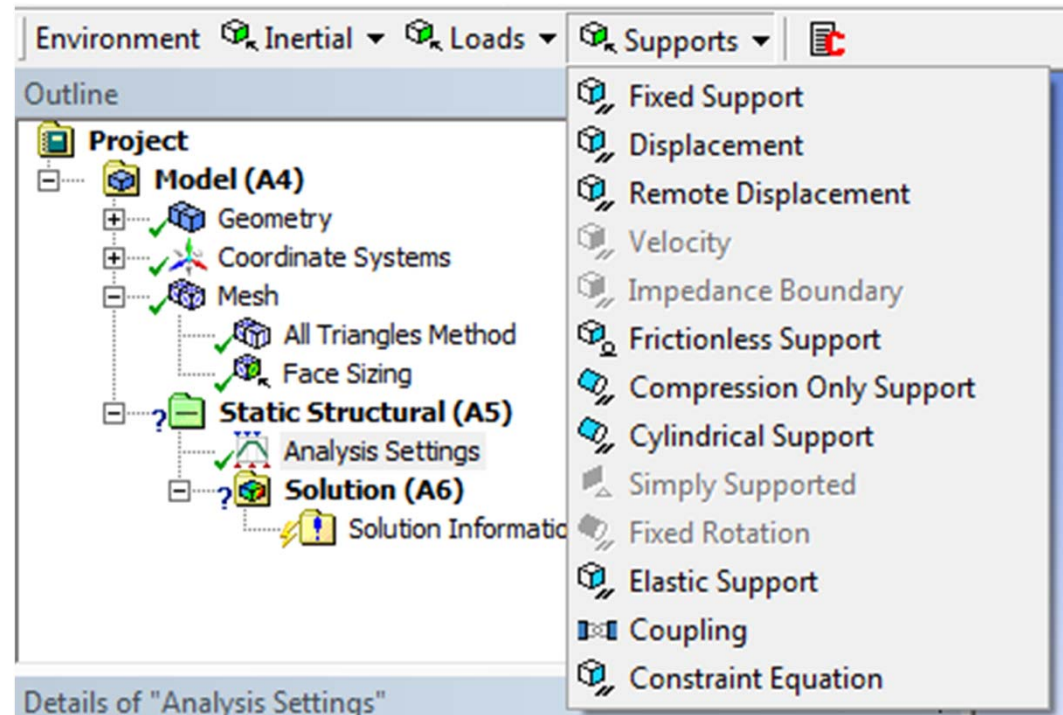 Environment Inertial Loads Supports
Outline
Project
Model (A4)
Geometry
Coordinate Systems
Mesh
All Triangles Method
Face Sizing
Static Structural (A5)
Analysis Settings
Solution (A6)
Solution Informatio
Details of "Analysis Settings"
Fixed Support
Displacement
Remote Displacement
Velocity
Impedance Boundary
Frictionless Support
Compression Only Support
Cylindrical Support
Simply Supported
Fixed Rotation
Elastic Support
Coupling
Constraint Equation